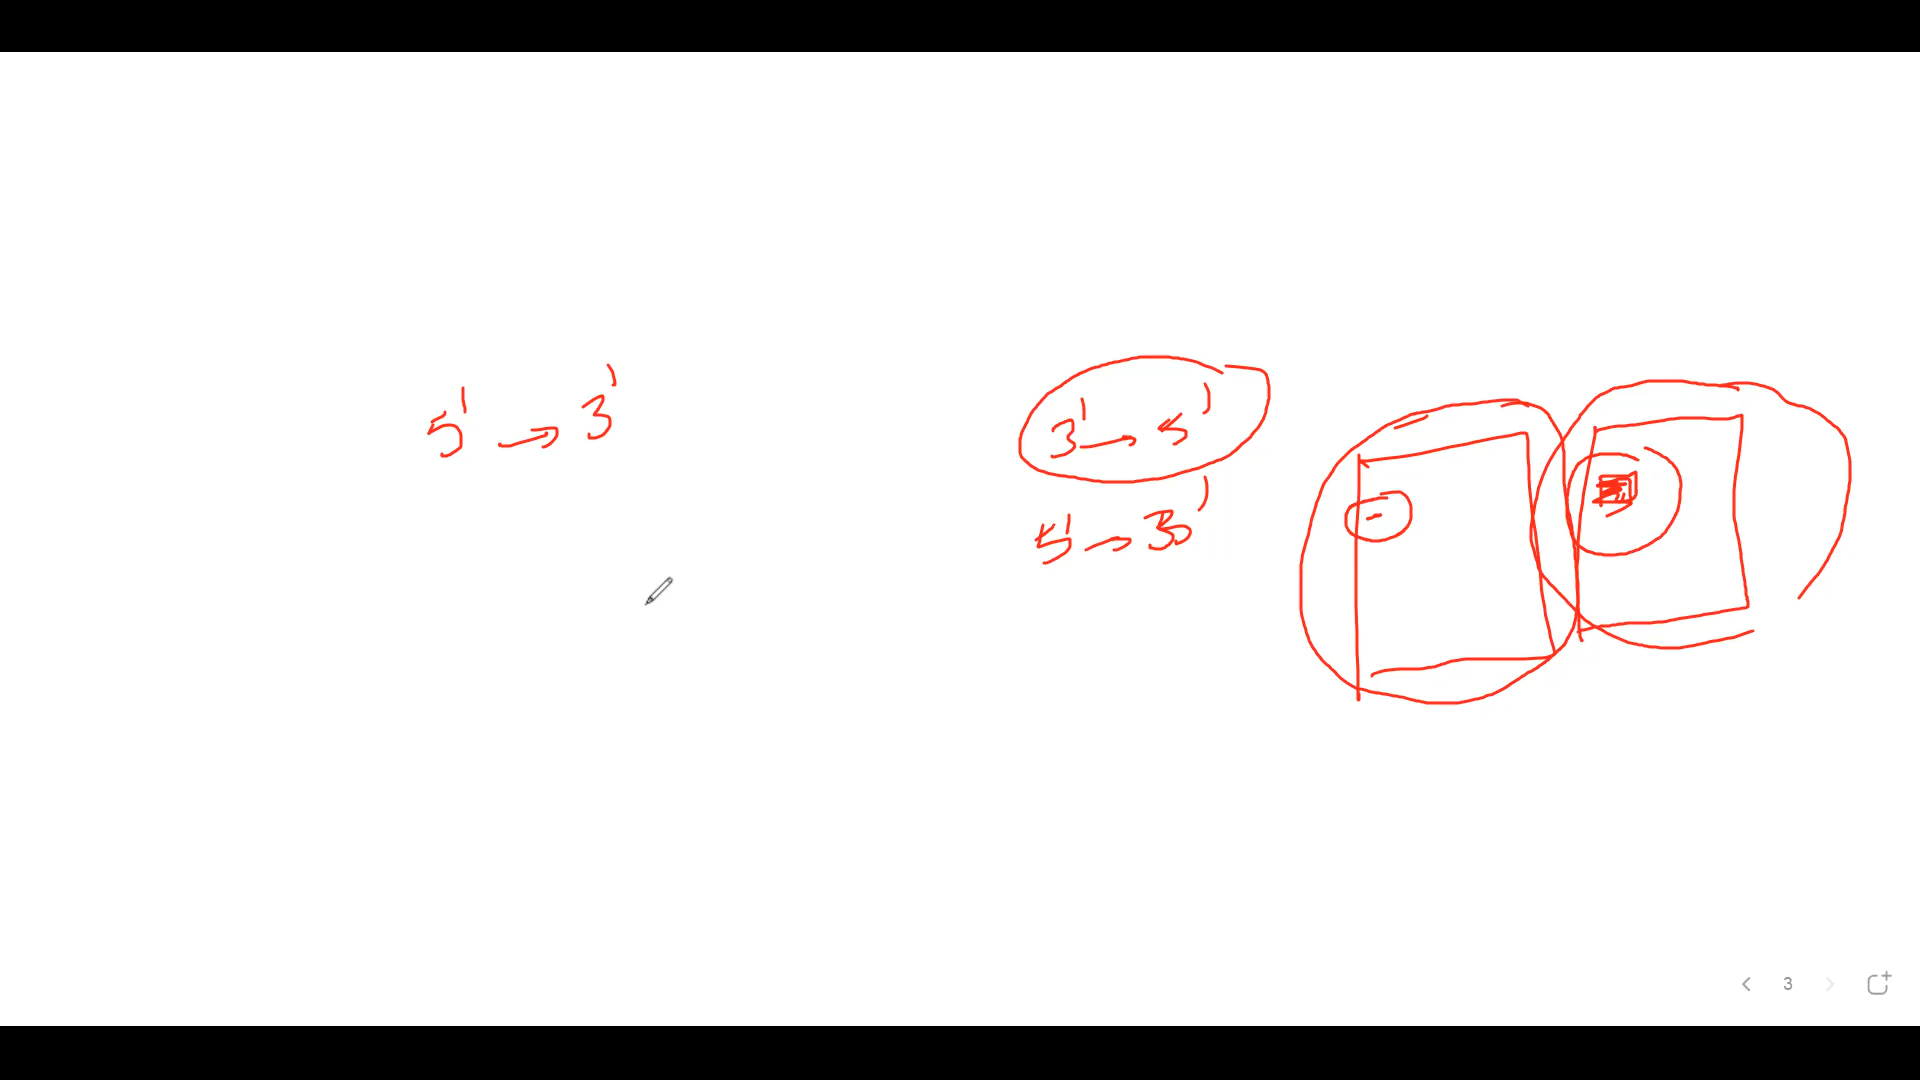 5' → 3'
3' → 5'
5' → 3'
3